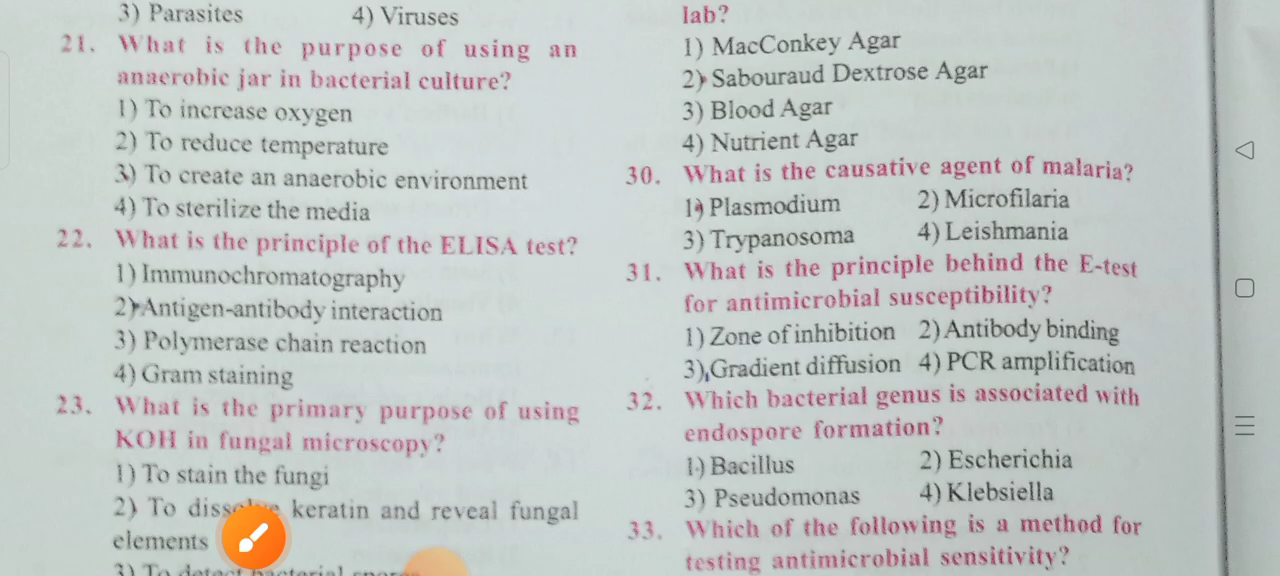 3) Parasites 4) Viruses
21. What is the purpose of using an
anaerobic jar in bacterial culture?
1) To increase oxygen
2) To reduce temperature
3) To create an anaerobic environment
4) To sterilize the media
22. What is the principle of the ELISA test?
1) Immunochromatography
2) Antigen-antibody interaction
3) Polymerase chain reaction
4) Gram staining
23. What is the primary purpose of using
KOH in fungal microscopy?
1) To stain the fungi
2) To keratin and reveal fungal
elements
3) To detect bacterial
lab?
1) MacConkey Agar
2) Sabouraud Dextrose Agar
3) Blood Agar
4) Nutrient Agar
30. What is the causative agent of malaria?
1) Plasmodium 2) Microfilaria
3) Trypanosoma 4) Leishmania
31. What is the principle behind the E-test
for antimicrobial susceptibility?
1) Zone of inhibition 2) Antibody binding
3) Gradient diffusion 4) PCR amplification
32. Which bacterial genus is associated with
endospore formation?
1) Bacillus 2) Escherichia
3) Pseudomonas 4) Klebsiella
33. Which of the following is a method for
testing antimicrobial sensitivity?